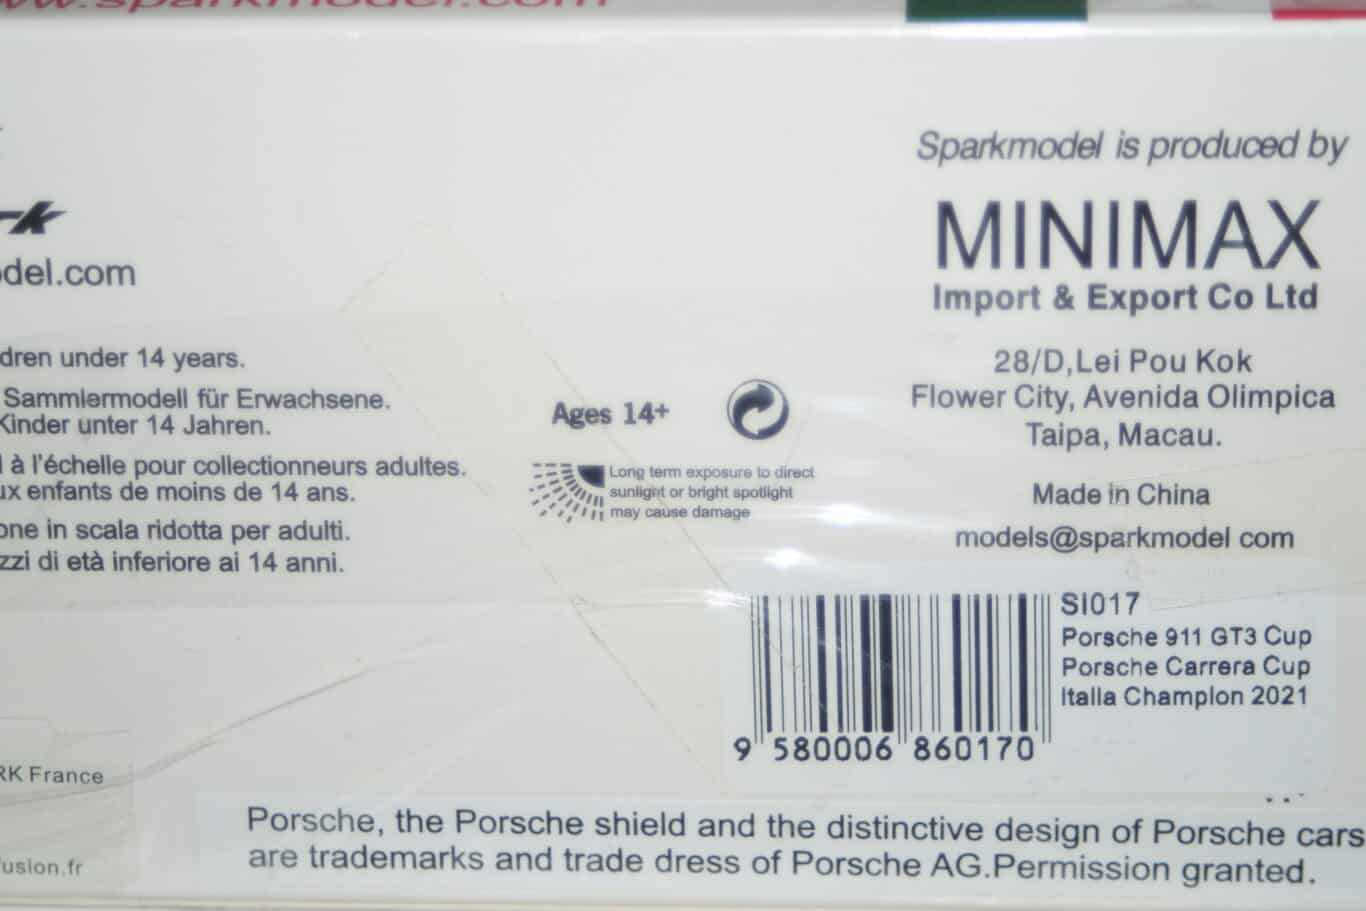 www.sparkmodel.com
rk
odel.com
dren under 14 years.
Sammlermodell für Erwachsene.
Kinder unter 14 Jahren.
l à l'échelle pour collectionneurs adultes.
ux enfants de moins de 14 ans.
one in scala ridotta per adulti.
zzi di età inferiore ai 14 anni.
RK France
usion.fr
Ages 14+
Long term exposure to direct
sunlight or bright spotlight
may cause damage
Sparkmodel is produced by
MINIMAX
Import & Export Co Ltd
28/D,Lei Pou Kok
Flower City, Avenida Olimpica
Taipa, Macau.
Made in China
models@sparkmodel com
SI017
Porsche 911 GT3 Cup
Porsche Carrera Cup
Italia Champion 2021
9 580006 860170
Porsche, the Porsche shield and the distinctive design of Porsche cars
are trademarks and trade dress of Porsche AG.Permission granted.